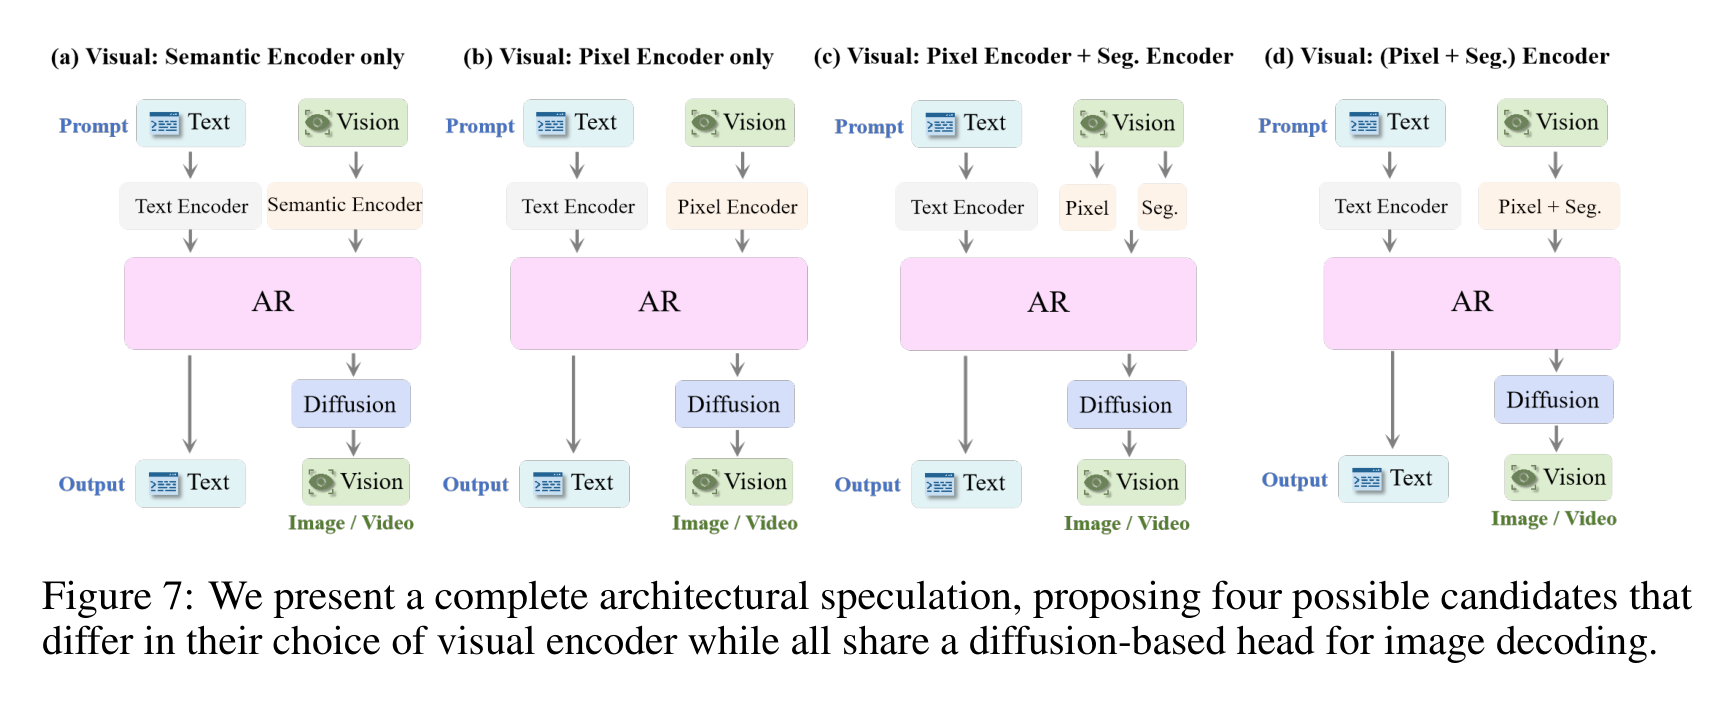 (a) Visual: Semantic Encoder only
Prompt
Text
Vision
Text Encoder
Semantic Encoder
AR
Diffusion
Output
Text
Vision
Image / Video
(b) Visual: Pixel Encoder only
Prompt
Text
Vision
Text Encoder
Pixel Encoder
AR
Diffusion
Output
Text
Vision
Image / Video
(c) Visual: Pixel Encoder + Seg. Encoder
Prompt
Text
Vision
Text Encoder
Pixel
Seg.
AR
Diffusion
Output
Text
Vision
Image / Video
(d) Visual: (Pixel + Seg.) Encoder
Prompt
Text
Vision
Text Encoder
Pixel + Seg.
AR
Diffusion
Output
Text
Vision
Image / Video
Figure 7: We present a complete architectural speculation, proposing four possible candidates that
differ in their choice of visual encoder while all share a diffusion-based head for image decoding.